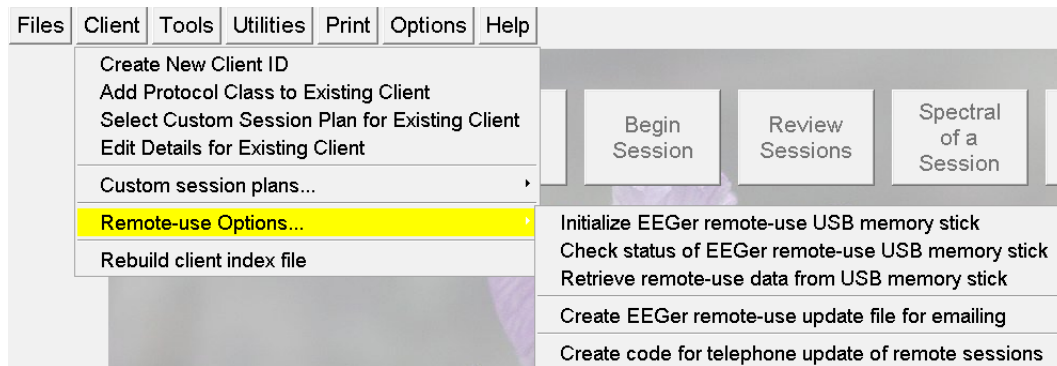 Files Client Tools Utilities Print Options Help
Create New Client ID
Add Protocol Class to Existing Client
Select Custom Session Plan for Existing Client
Edit Details for Existing Client
Custom session plans...
Remote-use Options...
Rebuild client index file
Begin
Session
Review
Sessions
Spectral
of a
Session
Initialize EEGer remote-use USB memory stick
Check status of EEGer remote-use USB memory stick
Retrieve remote-use data from USB memory stick
Create EEGer remote-use update file for emailing
Create code for telephone update of remote sessions